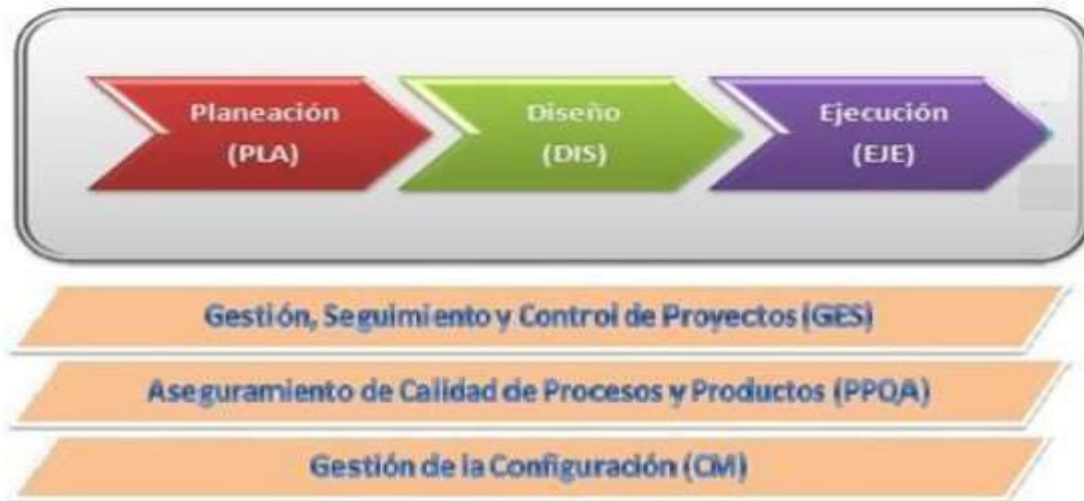 Planeación
(PLA)
Diseño
(DIS)
Ejecución
(EJE)
Gestión, Seguimiento y Control de Proyectos (GES)
Aseguramiento de Calidad de Procesos y Productos (PPQA)
Gestión de la Configuración (CM)